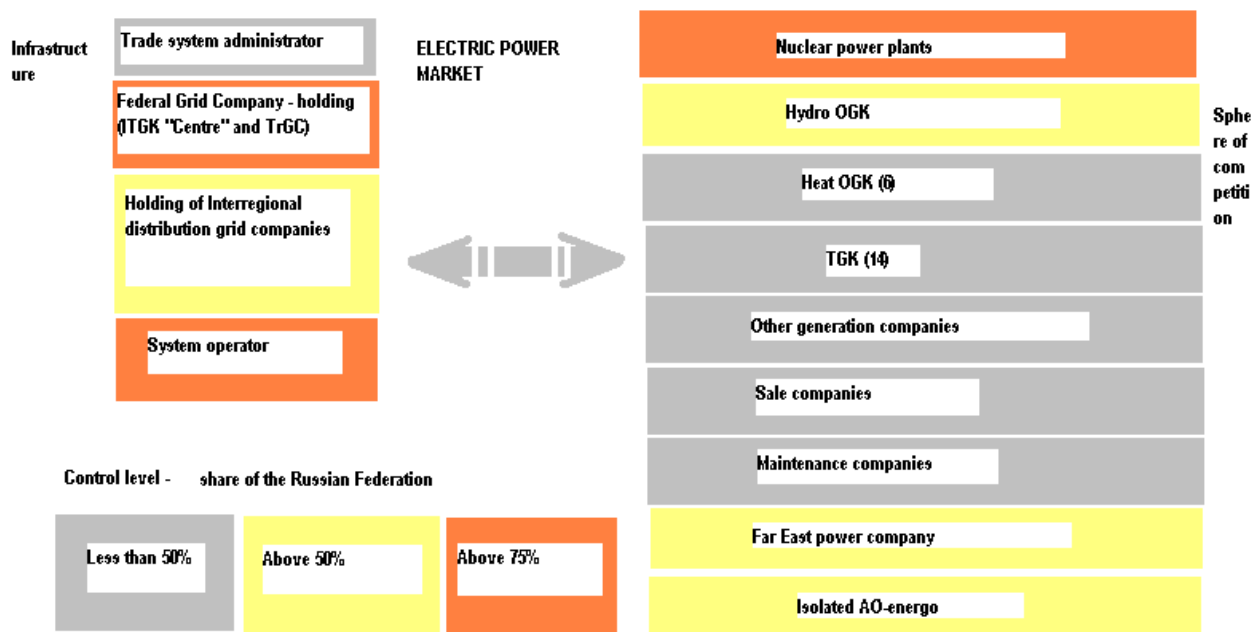 Infrastruct
ure
Trade system administrator
Federal Grid Company - holding
(ITGK "Centre" and TrGC)
Holding of Interregional
distribution grid companies
System operator
ELECTRIC POWER
MARKET
Nuclear power plants
Hydro OGK
Heat OGK (6)
TGK (14)
Other generation companies
Sale companies
Maintenance companies
Far East power company
Isolated AO-energo
Sphe
re of
com
petiti
on
Control level - share of the Russian Federation
Less than 50%
Above 50%
Above 75%